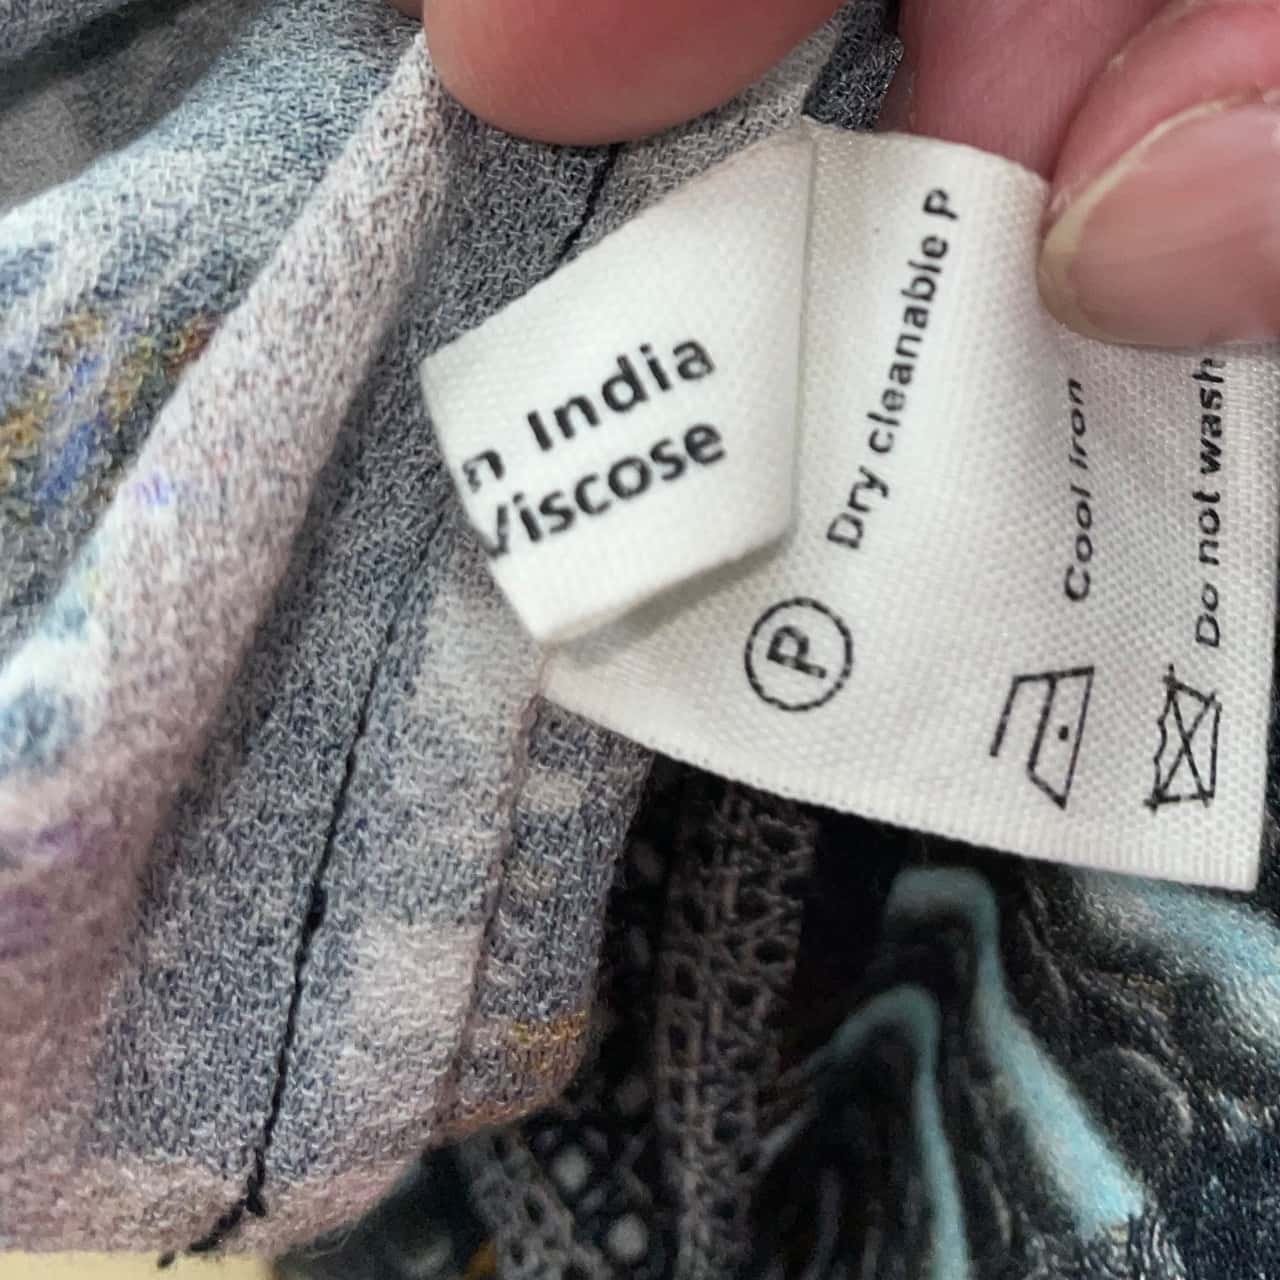 n India
Viscose
P
Dry cleanable P
Cool iron
Do not wash